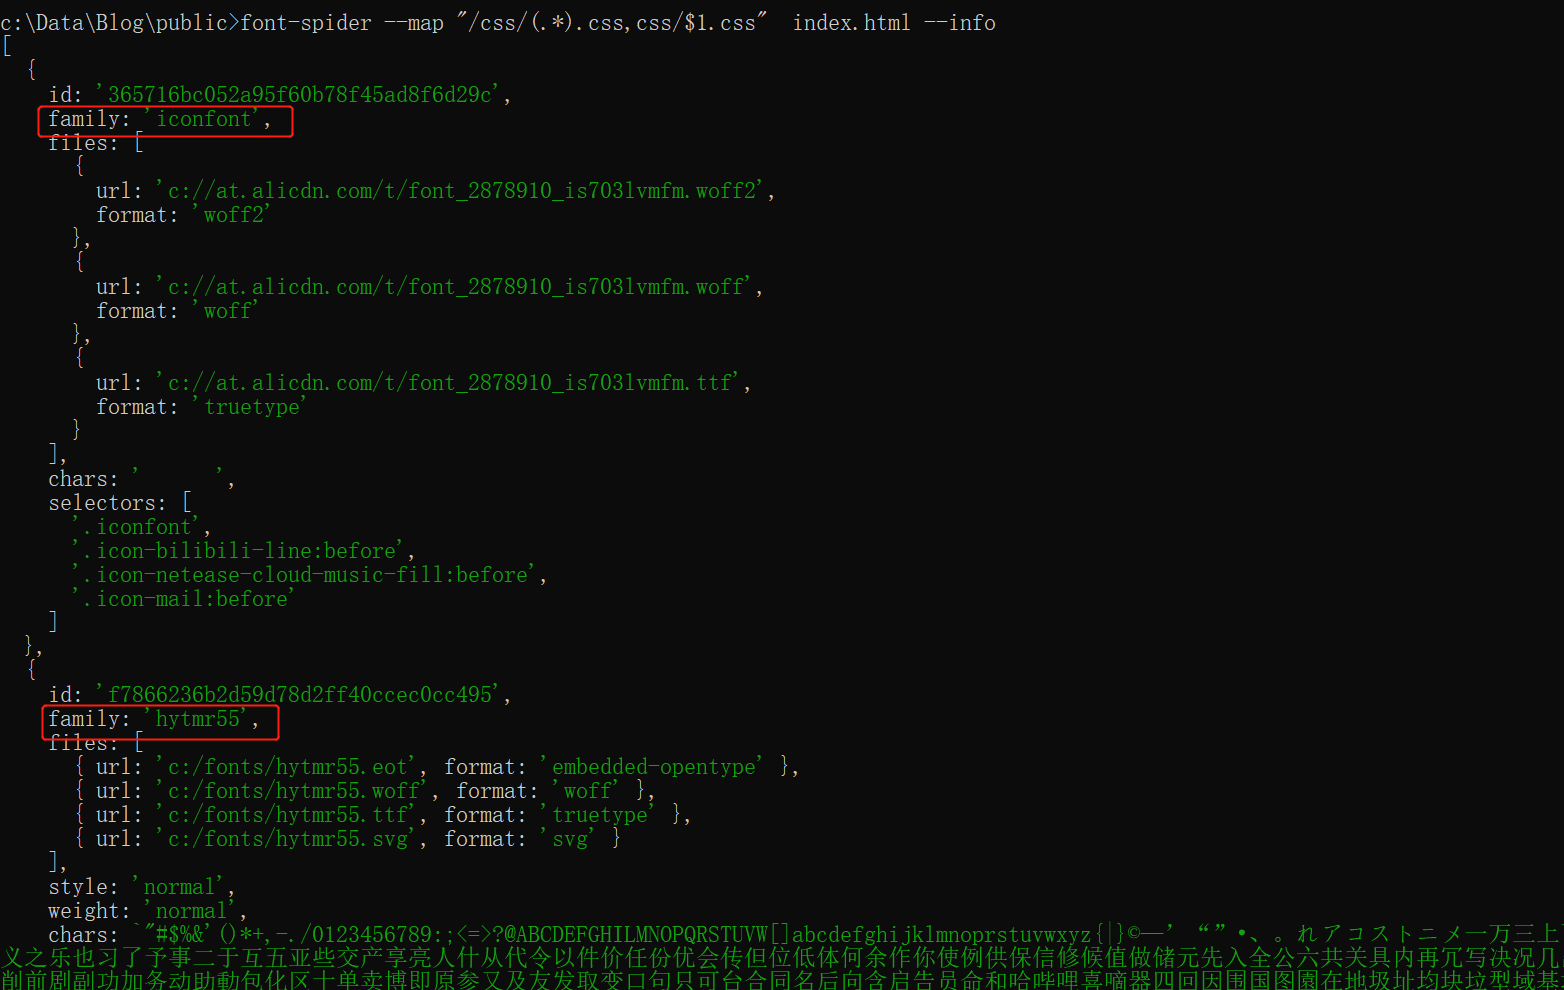 c:\Data\Blog\public>font-spider --map "/css/(.*).css,css/$1.css"  index.html --info
[
  {
    id: '365716bc052a95f60b78f45ad8f6d29c',
    family: 'iconfont',
    files: [
      {
        url: 'c://at.alicdn.com/t/font_2878910_is703lvmfm.woff2',
        format: 'woff2'
      },
      {
        url: 'c://at.alicdn.com/t/font_2878910_is703lvmfm.woff',
        format: 'woff'
      },
      {
        url: 'c://at.alicdn.com/t/font_2878910_is703lvmfm.ttf',
        format: 'truetype'
      }
    ],
    chars: '      ',
    selectors: [
      '.iconfont',
      '.icon-bilibili-line:before',
      '.icon-netease-cloud-music-fill:before',
      '.icon-mail:before'
    ]
  },
  {
    id: 'f7866236b2d59d78d2ff40ccec0cc495',
    family: 'hytmr55',
    files: [
      { url: 'c:/fonts/hytmr55.eot', format: 'embedded-opentype' },
      { url: 'c:/fonts/hytmr55.woff', format: 'woff' },
      { url: 'c:/fonts/hytmr55.ttf', format: 'truetype' },
      { url: 'c:/fonts/hytmr55.svg', format: 'svg' }
    ],
    style: 'normal',
    weight: 'normal',
    chars: `"#$%&'()*+,-./0123456789:;<=>?@ABCDEFGHILMNOPQRSTUVW[]abcdefghijklmnoprstuvwxyz{|}©—’“”•、。れアコストニメ一万三上
义之乐也习了予事二于互五亚些交产享亮人什从代令以件价任份优会传但位低体何余作你使例供保信修候值做储元先入全公六共关具内再冗写决况几
削前剧副功加务动助動包化区十单卖博即原参又及友发取变口句只可台合同名后向含启告员命和哈哔哩喜嘀器四回因围国图園在地圾址均块垃型域基